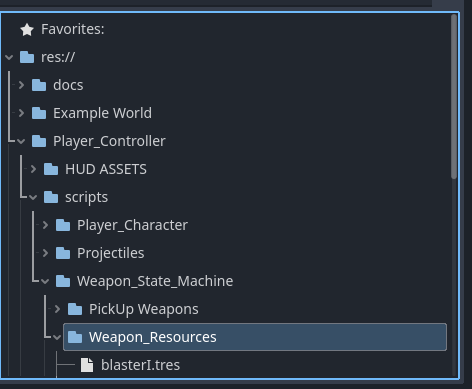 Favorites:
res://
docs
Example World
Player_Controller
HUD ASSETS
scripts
Player_Character
Projectiles
Weapon_State_Machine
PickUp Weapons
Weapon_Resources
blasterI.tres